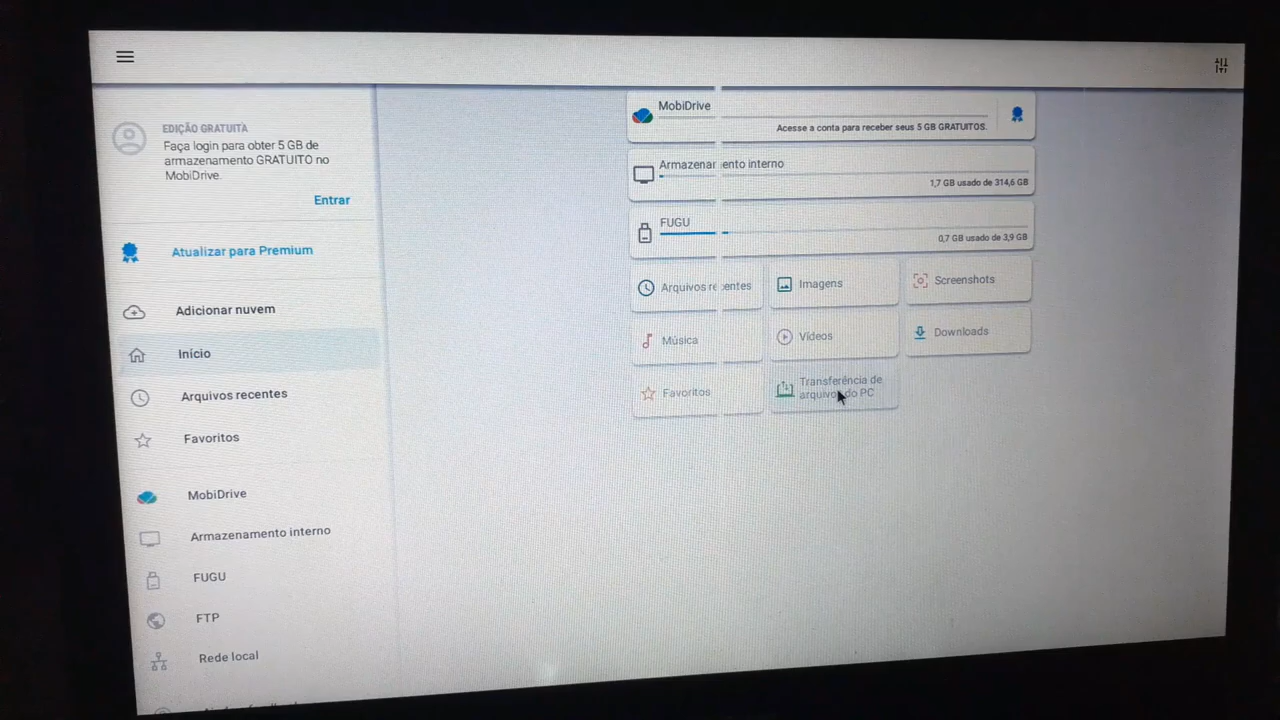 EDIÇÃO GRATUITA
Faça login para obter 5 GB de
armazenamento GRATUITO no
MobiDrive.
Entrar
Atualizar para Premium
Adicionar nuvem
Início
Arquivos recentes
Favoritos
MobiDrive
Armazenamento interno
FUGU
FTP
Rede local
MobiDrive
Acesse a conta para receber seus 5 GB GRATUITOS.
Armazenamento interno
1,7 GB usado de 314,6 GB
FUGU
0,7 GB usado de 3,9 GB
Arquivos recentes
Imagens
Screenshots
Música
Vídeos
Downloads
Favoritos
Transferência de
arquivos do PC